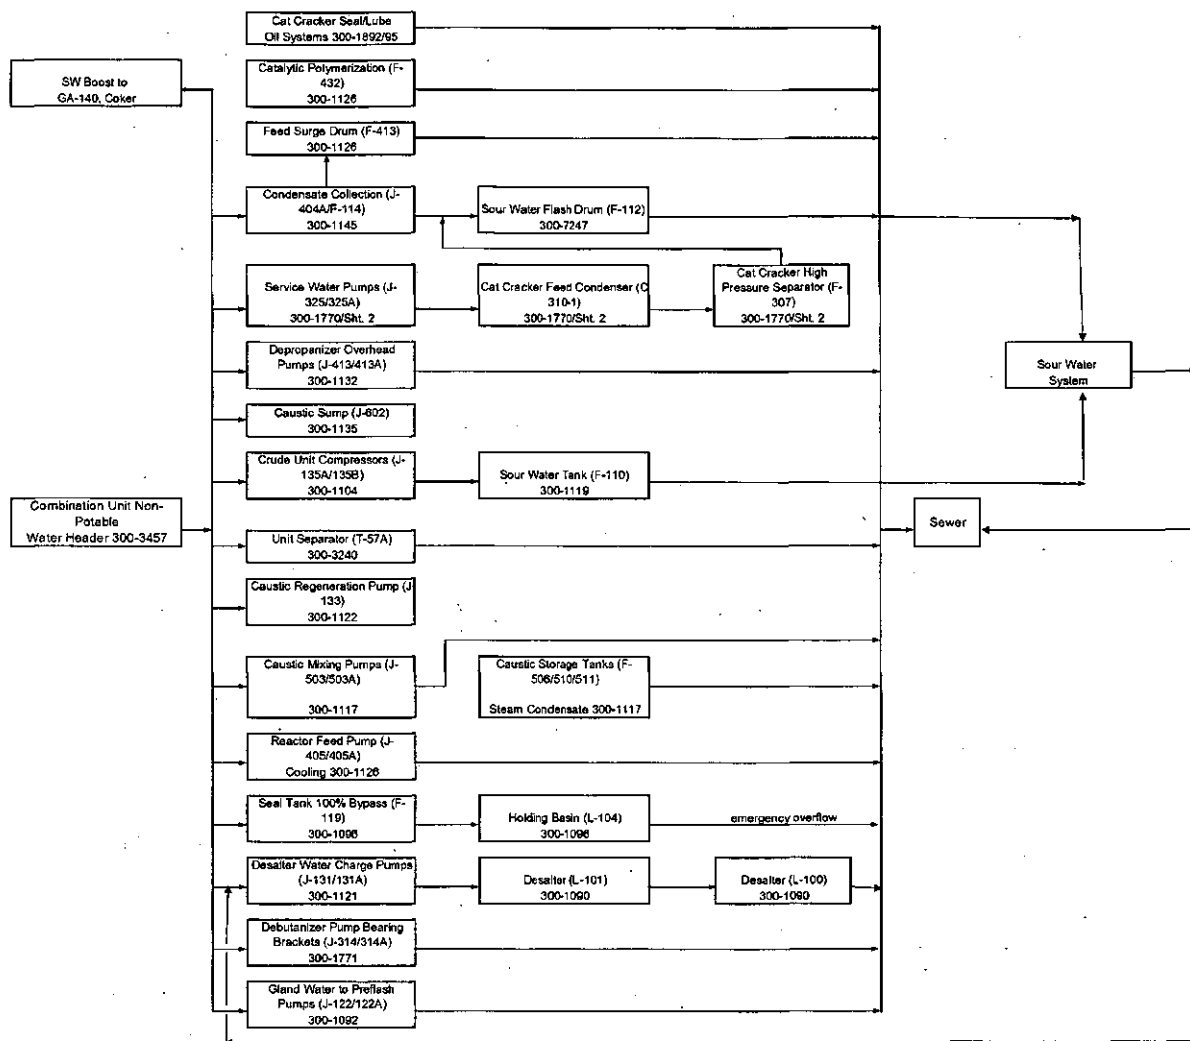 Cat Cracker Seal/Lube
Oil Systems 300-1892/95
SW Boost to
GA-140, Coker
Catalytic Polymerization (F-
432)
300-1126
Feed Surge Drum (F-413)
300-1126
Condensate Collection (J-
404A/F-114)
300-1145
Sour Water Flash Drum (F-112)
300-7247
Service Water Pumps (J-
325/325A)
300-1770/Sht. 2
Cat Cracker Feed Condenser (C
310-1)
300-1770/Sht. 2
Cat Cracker High
Pressure Separator (F-
307)
300-1770/Sht. 2
Depropanizer Overhead
Pumps (J-413/413A)
300-1132
Sour Water
System
Caustic Sump (J-602)
300-1135
Crude Unit Compressors (J-
135A/135B)
300-1104
Sour Water Tank (F-110)
300-1119
Combination Unit Non-
Potable
Water Header 300-3457
Sewer
Unit Separator (T-57A)
300-3240
Caustic Regeneration Pump (J
133)
300-1122
Caustic Mixing Pumps (J-
503/503A)
300-1117
Caustic Storage Tanks (F-
506/510/511)
Steam Condensate 300-1117
Reactor Feed Pump (J-
405/405A)
Cooling 300-1126
Seal Tank 100% Bypass (F-
119)
300-1096
Holding Basin (L-104)
300-1096
emergency overflow
Desalter Water Charge Pumps
(J-131/131A)
300-1121
Desalter (L-101)
300-1090
Desalter (L-100)
300-1090
Debutanizer Pump Bearing
Brackets (J-314/314A)
300-1771
Gland Water to Preflash
Pumps (J-122/122A)
300-1092